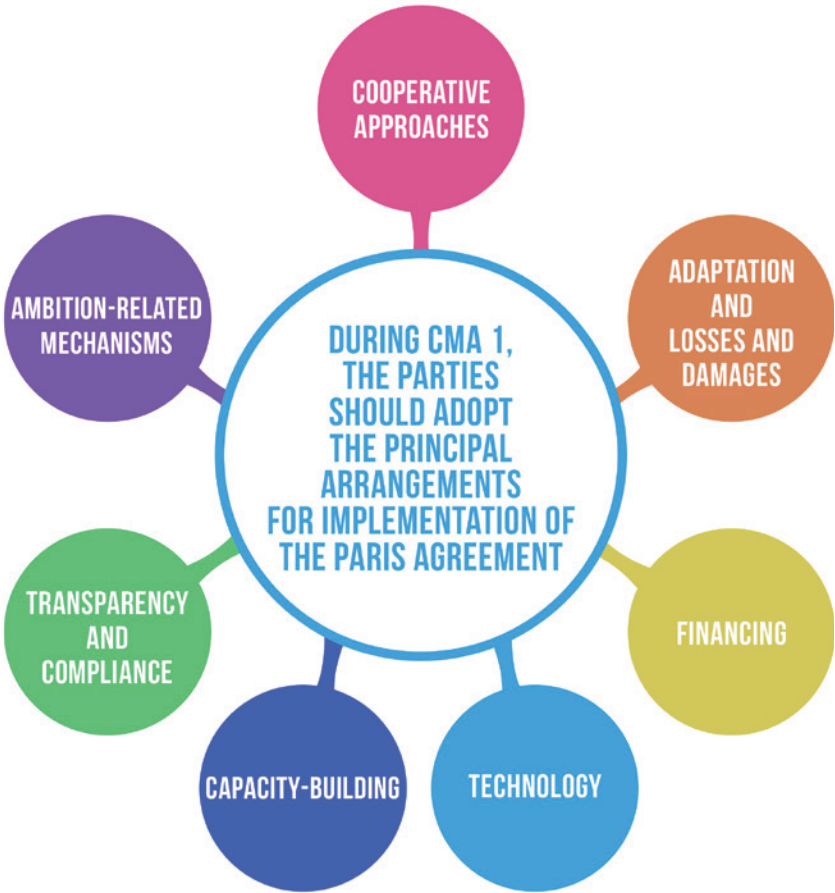 COOPERATIVE
APPROACHES
AMBITION-RELATED
MECHANISMS
ADAPTATION
AND
LOSSES AND
DAMAGES
DURING CMA 1,
THE PARTIES
SHOULD ADOPT
THE PRINCIPAL
ARRANGEMENTS
FOR IMPLEMENTATION OF
THE PARIS AGREEMENT
TRANSPARENCY
AND
COMPLIANCE
FINANCING
CAPACITY-BUILDING
TECHNOLOGY